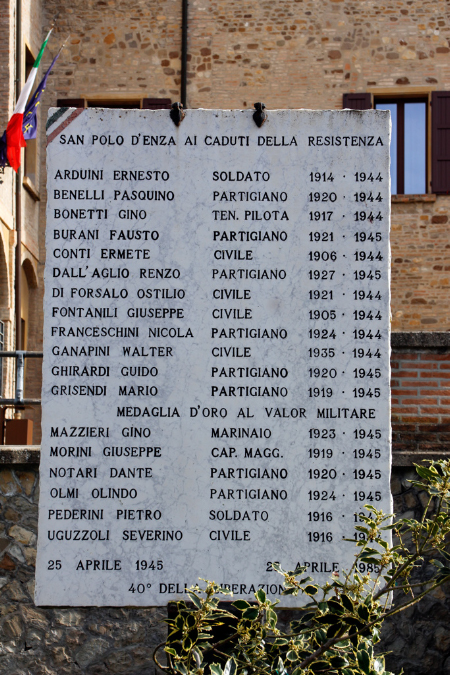 SAN POLO D'ENZA AI CADUTI DELLA RESISTENZA
ARDUINI ERNESTO SOLDATO 1914 · 1944
BENELLI PASQUINO PARTIGIANO 1920 · 1944
BONETTI GINO TEN. PILOTA 1917 · 1944
BURANI FAUSTO PARTIGIANO 1921 · 1945
CONTI ERMETE CIVILE 1906 · 1944
DALL'AGLIO RENZO PARTIGIANO 1927 · 1945
DI FORSALO OSTILIO CIVILE 1921 · 1944
FONTANILI GIUSEPPE CIVILE 1905 · 1944
FRANCESCHINI NICOLA PARTIGIANO 1924 · 1944
GANAPINI WALTER CIVILE 1935 · 1944
GHIRARDI GUIDO PARTIGIANO 1920 · 1945
GRISENDI MARIO PARTIGIANO 1919 · 1945
MEDAGLIA D'ORO AL VALOR MILITARE
MAZZIERI GINO MARINAIO 1923 · 1945
MORINI GIUSEPPE CAP. MAGG. 1919 · 1945
NOTARI DANTE PARTIGIANO 1920 · 1945
OLMI OLINDO PARTIGIANO 1924 · 1945
PEDERINI PIETRO SOLDATO 1916 ·
UGUZZOLI SEVERINO CIVILE 1916 ·
25 APRILE 1945 APRILE 1985
40° DELLA LIBERAZIONE